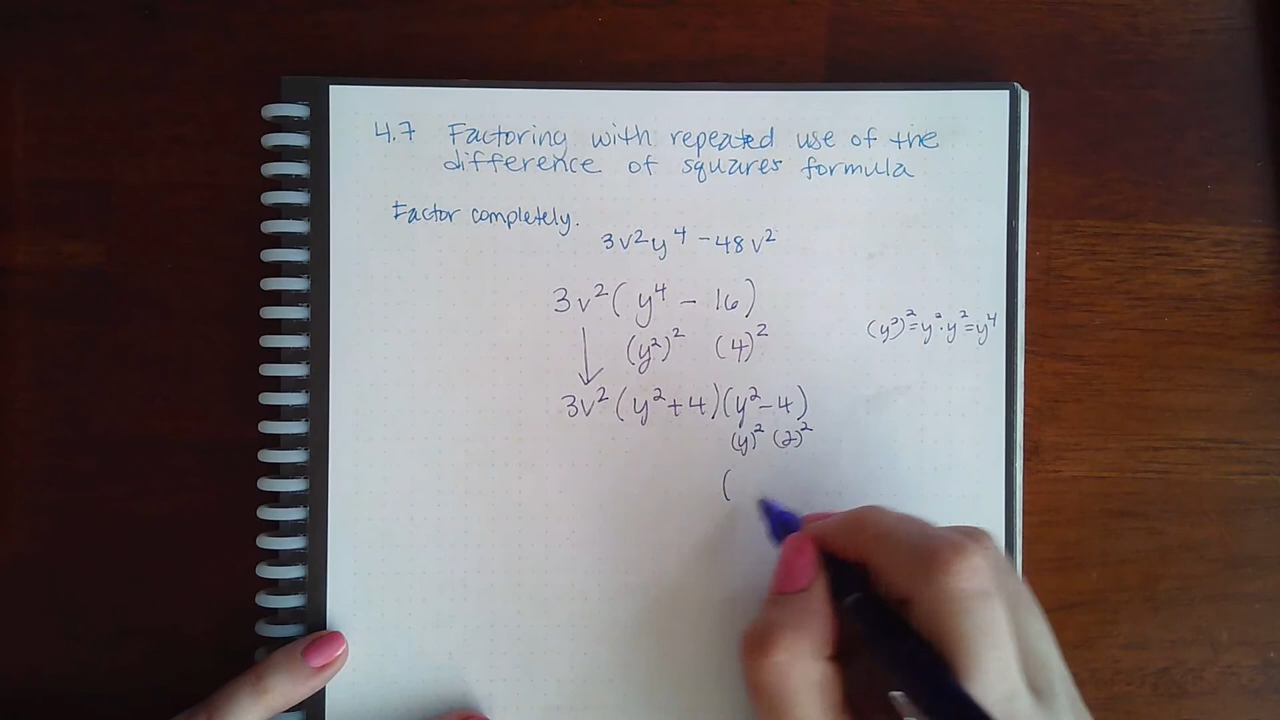 4.7 Factoring with repeated use of the
difference of squares formula
Factor completely.
3v²y⁴ - 48v²
3v²(y⁴ - 16)
(y²)² = y² · y² = y⁴
(y²)² (4)²
3v²(y²+4)(y²-4)
(y)² (2)²
(